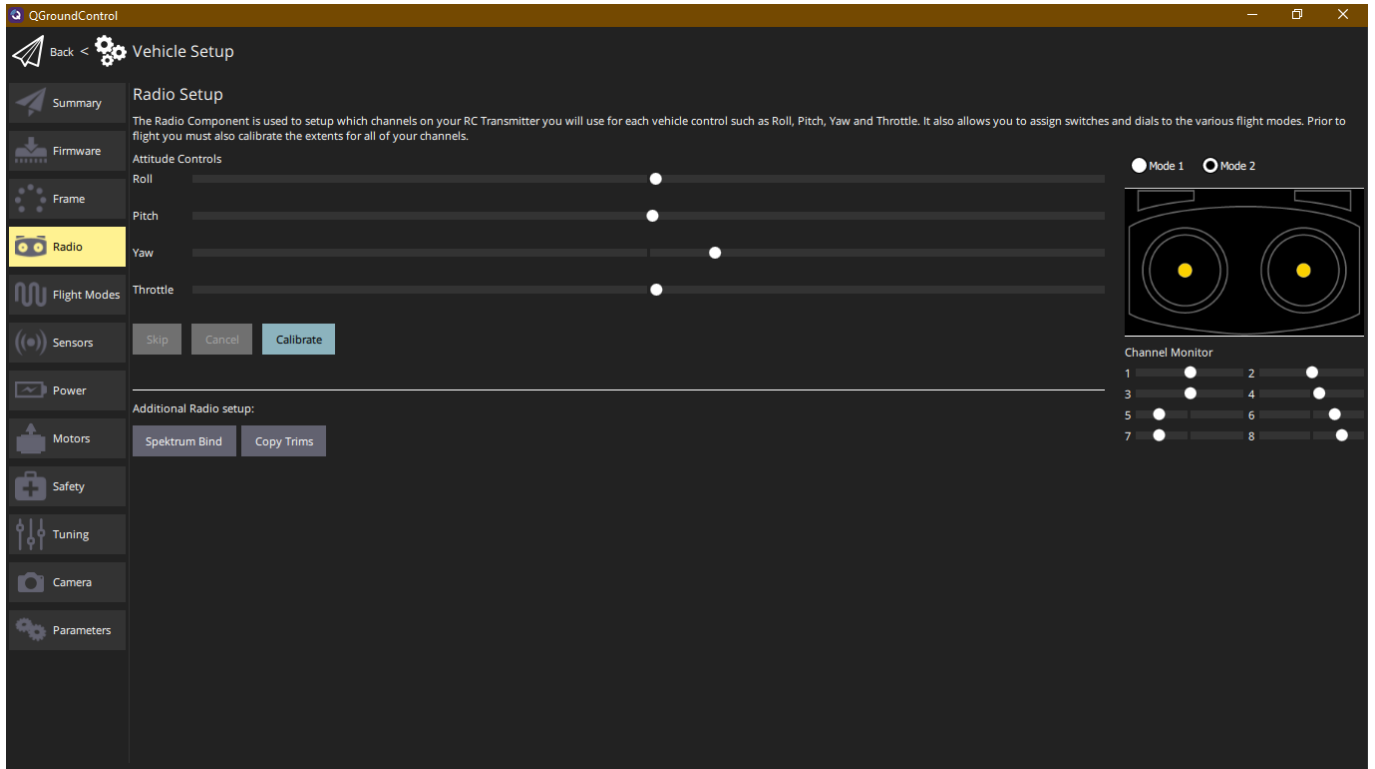 QGroundControl
Back < Vehicle Setup
Summary
Firmware
Frame
Radio
Flight Modes
Sensors
Power
Motors
Safety
Tuning
Camera
Parameters
Radio Setup
The Radio Component is used to setup which channels on your RC Transmitter you will use for each vehicle control such as Roll, Pitch, Yaw and Throttle. It also allows you to assign switches and dials to the various flight modes. Prior to
flight you must also calibrate the extents for all of your channels.
Attitude Controls
Roll
Pitch
Yaw
Throttle
Skip Cancel Calibrate
Additional Radio setup:
Spektrum Bind Copy Trims
Mode 1 Mode 2
Channel Monitor
1 2
3 4
5 6
7 8